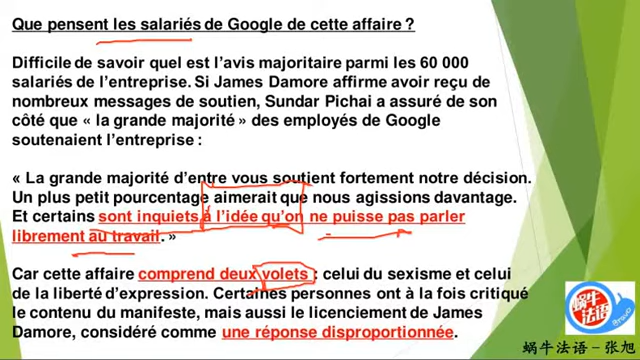 Que pensent les salariés de Google de cette affaire ?
Difficile de savoir quel est l'avis majoritaire parmi les 60 000
salariés de l'entreprise. Si James Damore affirme avoir reçu de
nombreux messages de soutien, Sundar Pichai a assuré de son
côté que « la grande majorité » des employés de Google
soutenaient l'entreprise :
« La grande majorité d'entre vous soutient fortement notre décision.
Un plus petit pourcentage aimerait que nous agissions davantage.
Et certains sont inquiets à l'idée qu'on ne puisse pas parler
librement au travail. »
Car cette affaire comprend deux volets : celui du sexisme et celui
de la liberté d'expression. Certaines personnes ont à la fois critiqué
le contenu du manifeste, mais aussi le licenciement de James
Damore, considéré comme une réponse disproportionnée.
蜗牛
法语
蜗牛法语－张旭